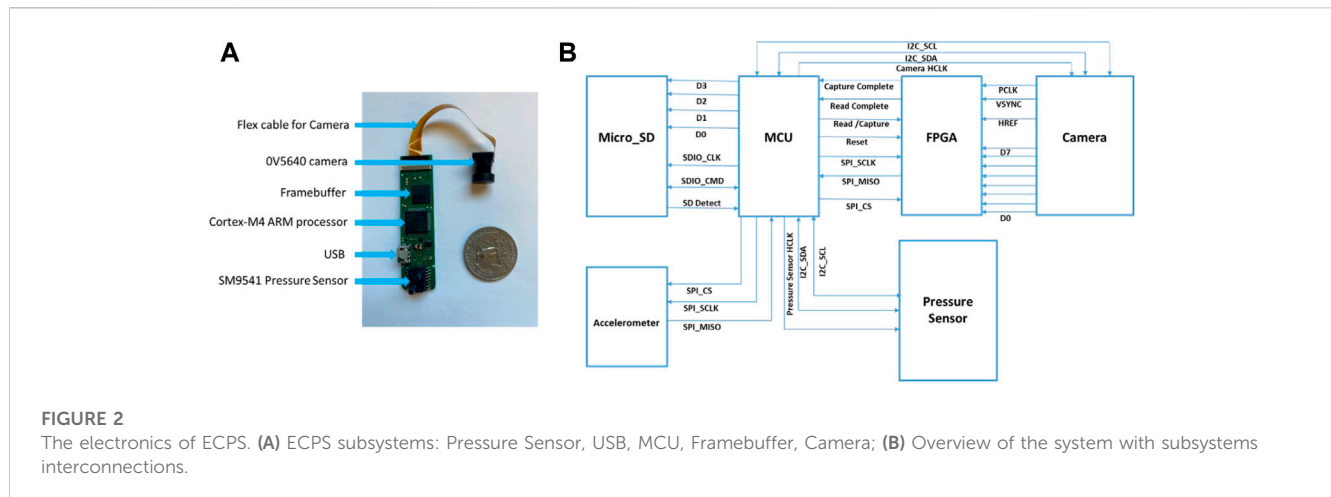 A
Flex cable for Camera
0V5640 camera
Framebuffer
Cortex-M4 ARM processor
USB
SM9541 Pressure Sensor
B
I2C_SCL
I2C_SDA
Camera HCLK
Micro_SD
D3
D2
D1
D0
SDIO_CLK
SDIO_CMD
SD Detect
MCU
Capture Complete
Read Complete
Read /Capture
Reset
SPI_SCLK
SPI_MISO
SPI_CS
FPGA
PCLK
VSYNC
HREF
D7
D0
Camera
Accelerometer
SPI_CS
SPI_SCLK
SPI_MISO
Pressure Sensor HCLK
I2C_SDA
I2C_SCL
Pressure
Sensor
FIGURE 2
The electronics of ECPS. (A) ECPS subsystems: Pressure Sensor, USB, MCU, Framebuffer, Camera; (B) Overview of the system with subsystems
interconnections.